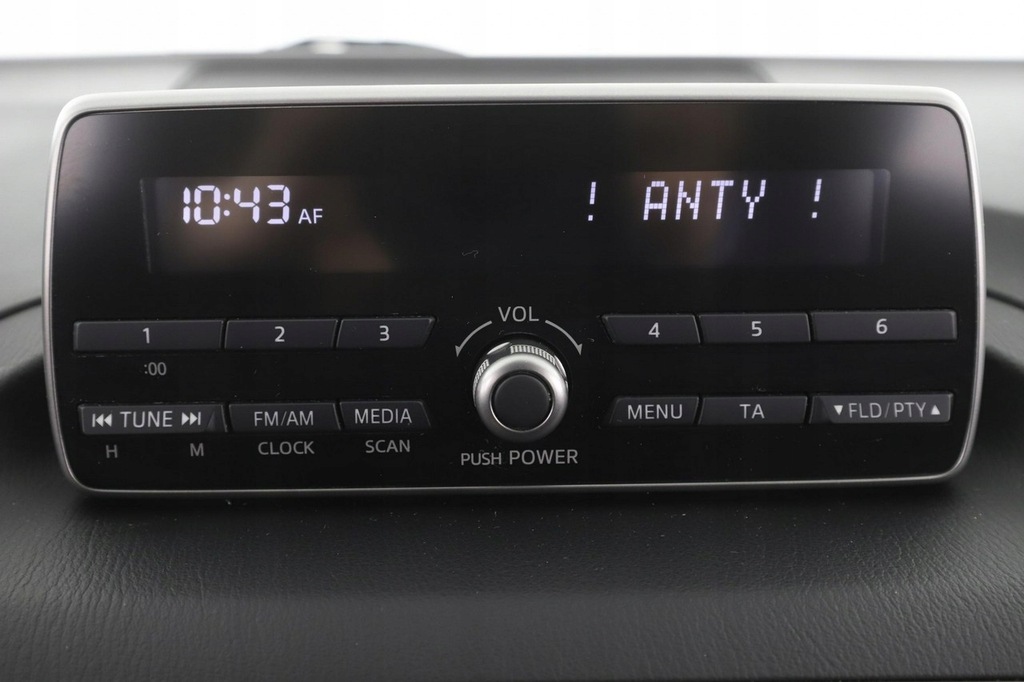 10:43 AF ! ANTY !
VOL
1 2 3 4 5 6
:00
⏮ TUNE ⏭ FM/AM MEDIA MENU TA ▼FLD/PTY▲
H M CLOCK SCAN
PUSH POWER